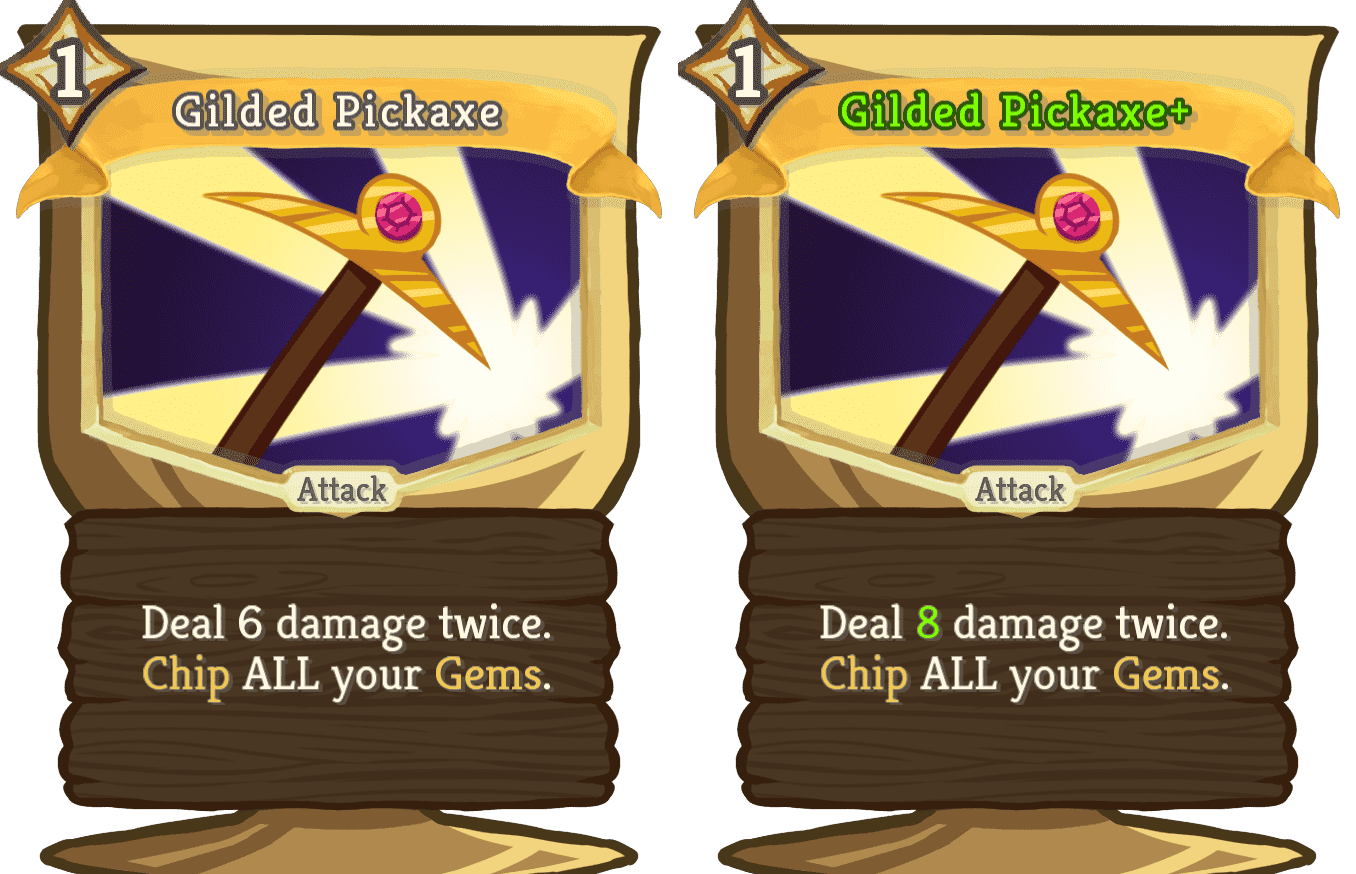 1
Gilded Pickaxe
Attack
Deal 6 damage twice.
Chip ALL your Gems.
1
Gilded Pickaxe+
Attack
Deal 8 damage twice.
Chip ALL your Gems.